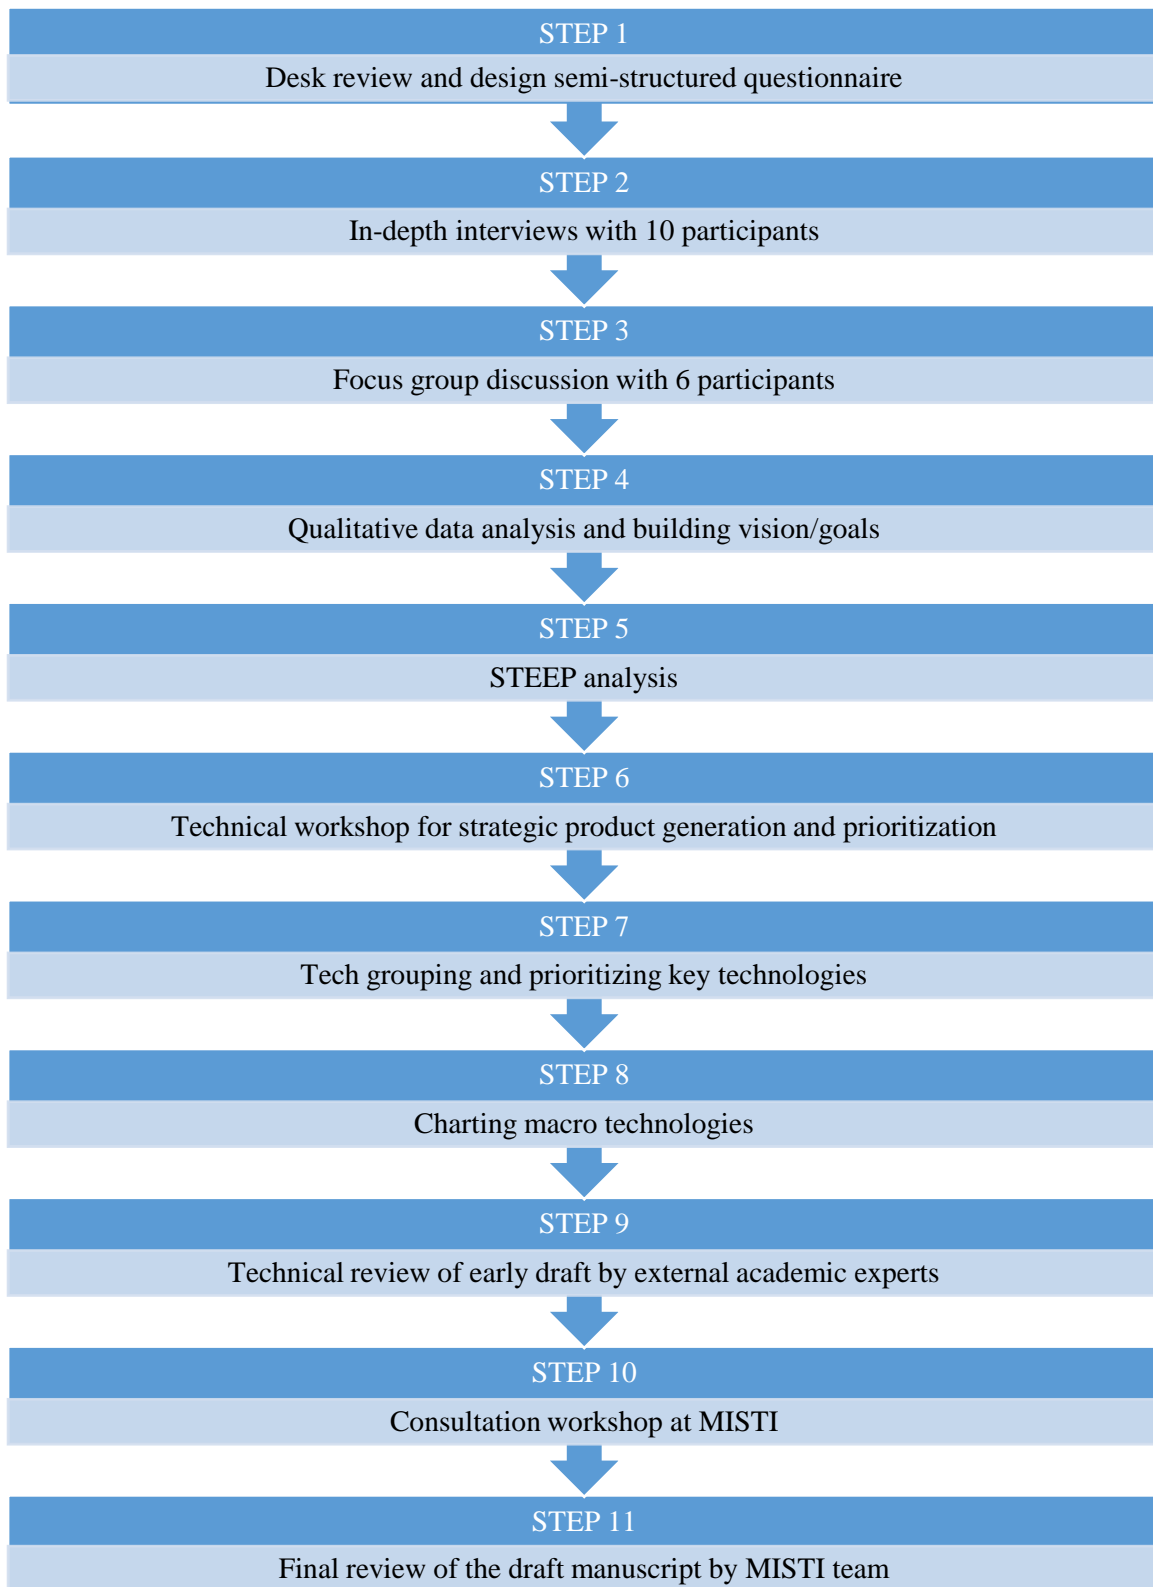 STEP 1
Desk review and design semi-structured questionnaire
STEP 2
In-depth interviews with 10 participants
STEP 3
Focus group discussion with 6 participants
STEP 4
Qualitative data analysis and building vision/goals
STEP 5
STEEP analysis
STEP 6
Technical workshop for strategic product generation and prioritization
STEP 7
Tech grouping and prioritizing key technologies
STEP 8
Charting macro technologies
STEP 9
Technical review of early draft by external academic experts
STEP 10
Consultation workshop at MISTI
STEP 11
Final review of the draft manuscript by MISTI team